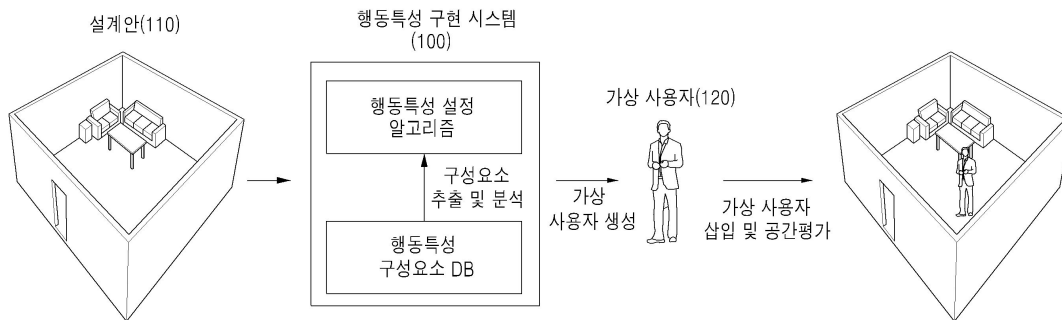 설계안(110)
행동특성 구현 시스템
(100)
행동특성 설정
알고리즘
구성요소
추출 및 분석
행동특성
구성요소 DB
가상
사용자 생성
가상 사용자(120)
가상 사용자
삽입 및 공간평가